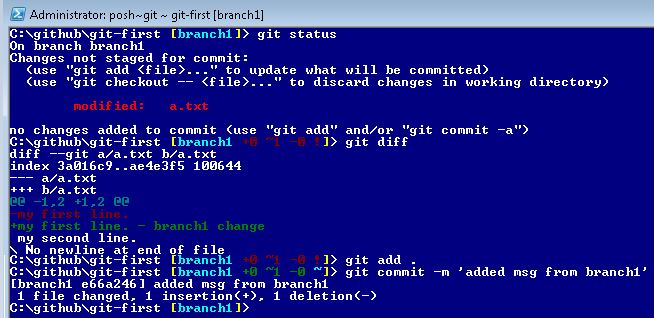 Administrator: posh~git ~ git-first [branch1]
C:\github\git-first [branch1]> git status
On branch branch1
Changes not staged for commit:
  (use "git add <file>..." to update what will be committed)
  (use "git checkout -- <file>..." to discard changes in working directory)
        modified:   a.txt
no changes added to commit (use "git add" and/or "git commit -a")
C:\github\git-first [branch1 +0 ~1 -0 !]> git diff
diff --git a/a.txt b/a.txt
index 3a016c9..ae4e3f5 100644
--- a/a.txt
+++ b/a.txt
@@ -1,2 +1,2 @@
-my first line.
+my first line. - branch1 change
 my second line.
\ No newline at end of file
C:\github\git-first [branch1 +0 ~1 -0 !]> git add .
C:\github\git-first [branch1 +0 ~1 -0 ~]> git commit -m 'added msg from branch1'
[branch1 e66a246] added msg from branch1
 1 file changed, 1 insertion(+), 1 deletion(-)
C:\github\git-first [branch1]>